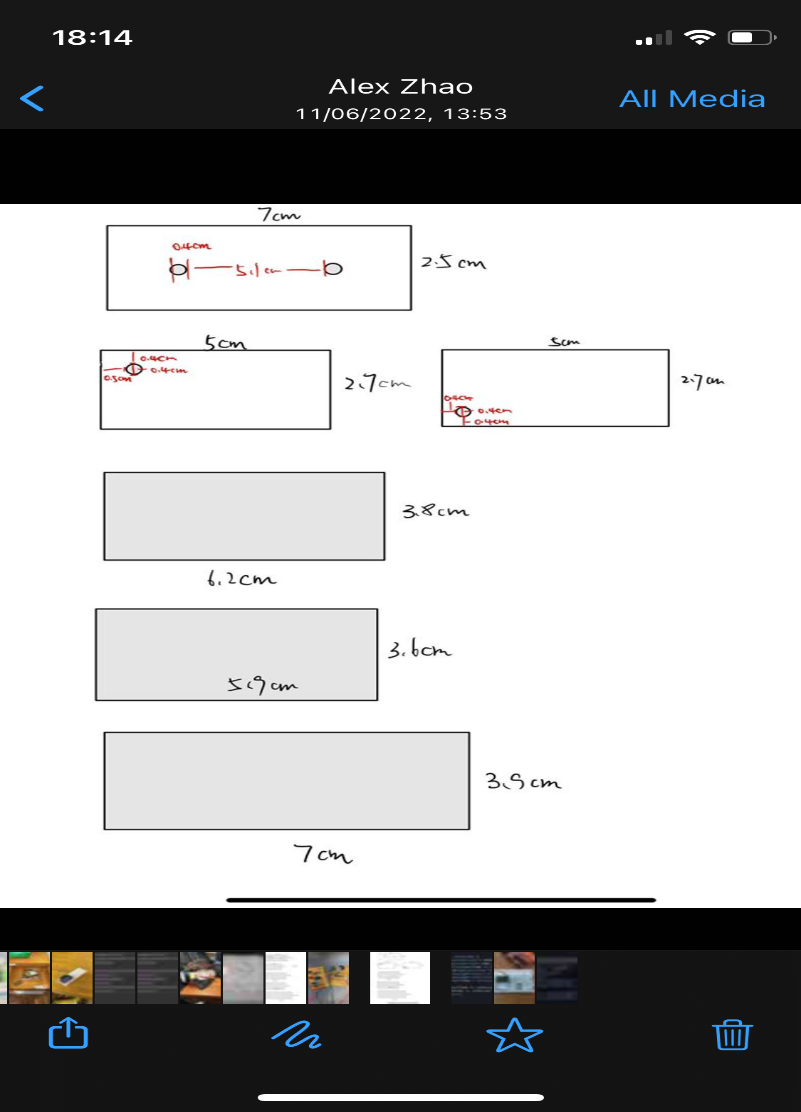 18:14
Alex Zhao
11/06/2022, 13:53
All Media
7cm
0.4cm
5.1cm
2.5cm
5cm
0.4cm
0.4cm
0.5cm
2.7cm
5cm
0.4cm
0.4cm
0.4cm
2.7cm
3.8cm
6.2cm
3.6cm
5.9cm
3.9cm
7cm